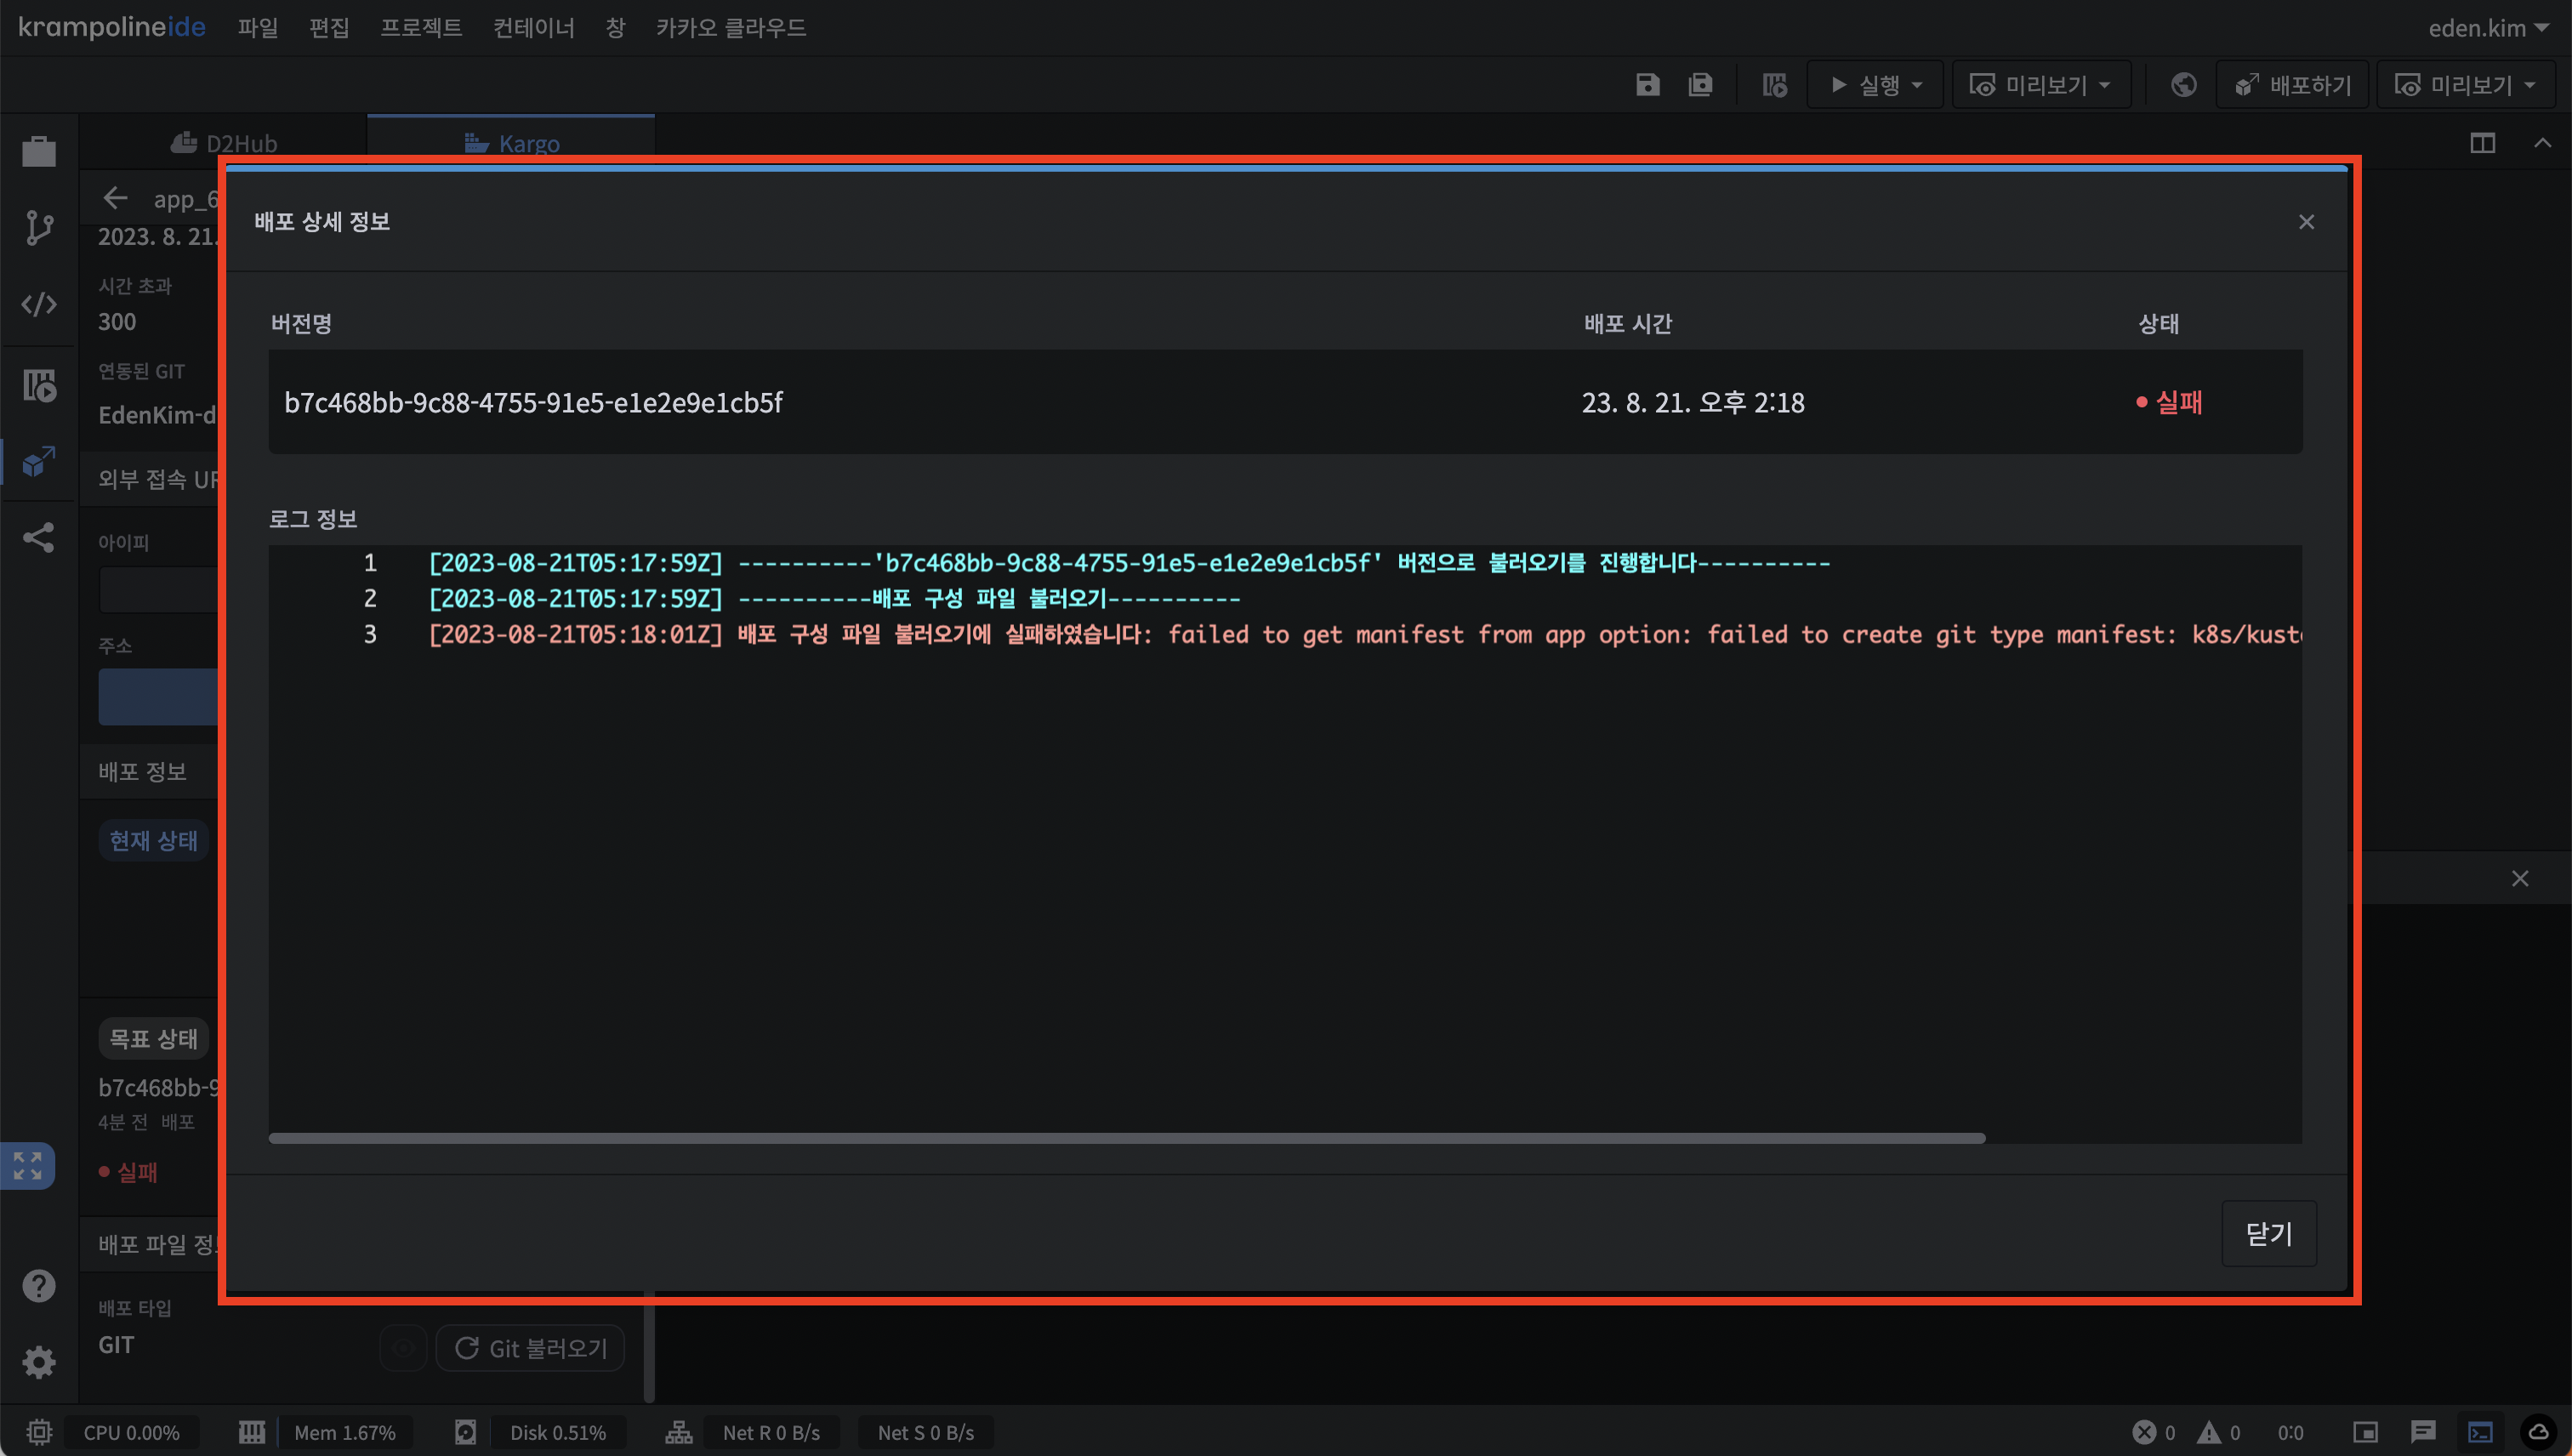 krampolineide 파일 편집 프로젝트 컨테이너 창 카카오 클라우드 eden.kim
실행 미리보기 배포하기 미리보기
D2Hub Kargo
app_6
2023. 8. 21.
시간 초과
300
연동된 GIT
EdenKim-d
외부 접속 UR
아이피
주소
배포 정보
현재 상태
목표 상태
b7c468bb-9
4분 전 배포
실패
배포 파일 정
배포 타입
GIT
Git 불러오기
배포 상세 정보
버전명 배포 시간 상태
b7c468bb-9c88-4755-91e5-e1e2e9e1cb5f 23. 8. 21. 오후 2:18 실패
로그 정보
1 [2023-08-21T05:17:59Z] ----------'b7c468bb-9c88-4755-91e5-e1e2e9e1cb5f' 버전으로 불러오기를 진행합니다----------
2 [2023-08-21T05:17:59Z] ----------배포 구성 파일 불러오기----------
3 [2023-08-21T05:18:01Z] 배포 구성 파일 불러오기에 실패하였습니다: failed to get manifest from app option: failed to create git type manifest: k8s/kust
닫기
CPU 0.00% Mem 1.67% Disk 0.51% Net R 0 B/s Net S 0 B/s 0 0 0:0